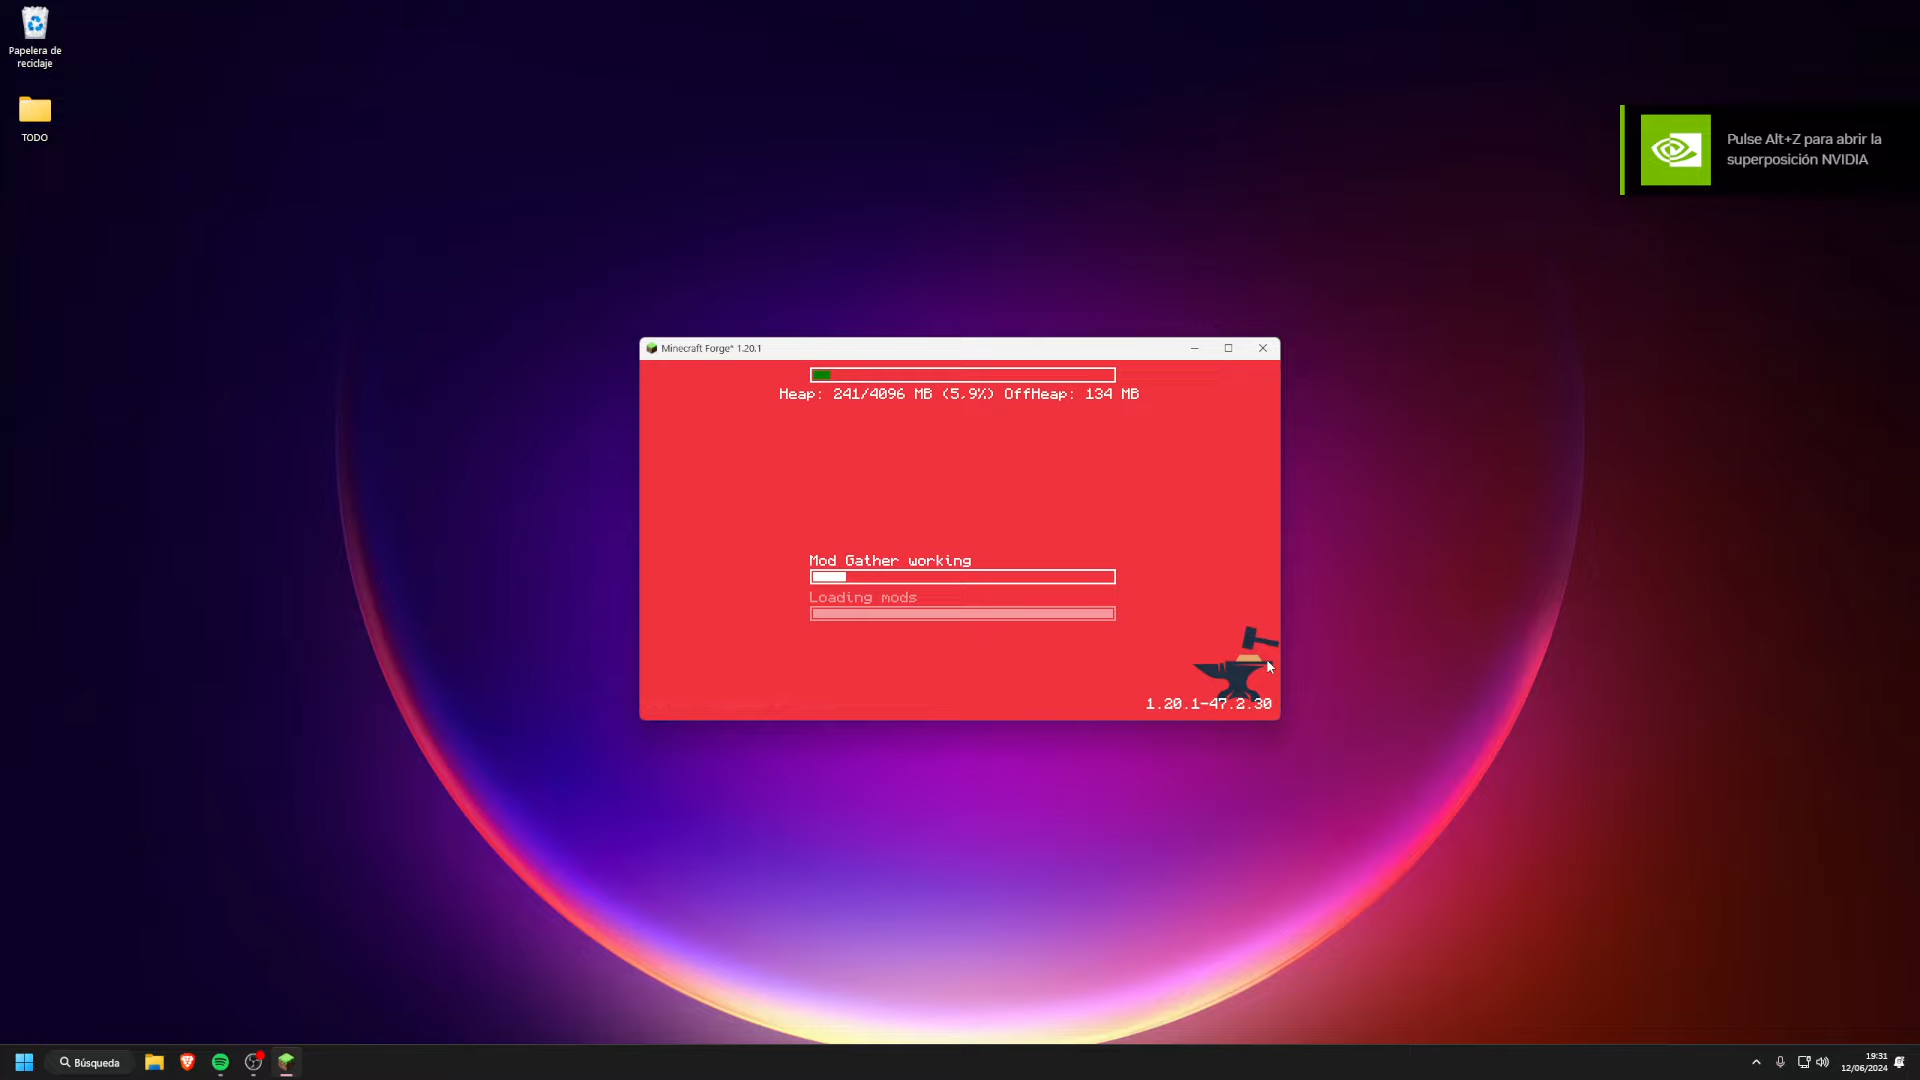 Papelera de
reciclaje
TODO
Pulse Alt+Z para abrir la
superposición NVIDIA
Minecraft Forge* 1.20.1
Heap: 241/4096 MB (5,9%) OffHeap: 134 MB
Mod Gather working
Loading mods
1.20.1-47.2.30
Búsqueda
19:31
12/06/2024